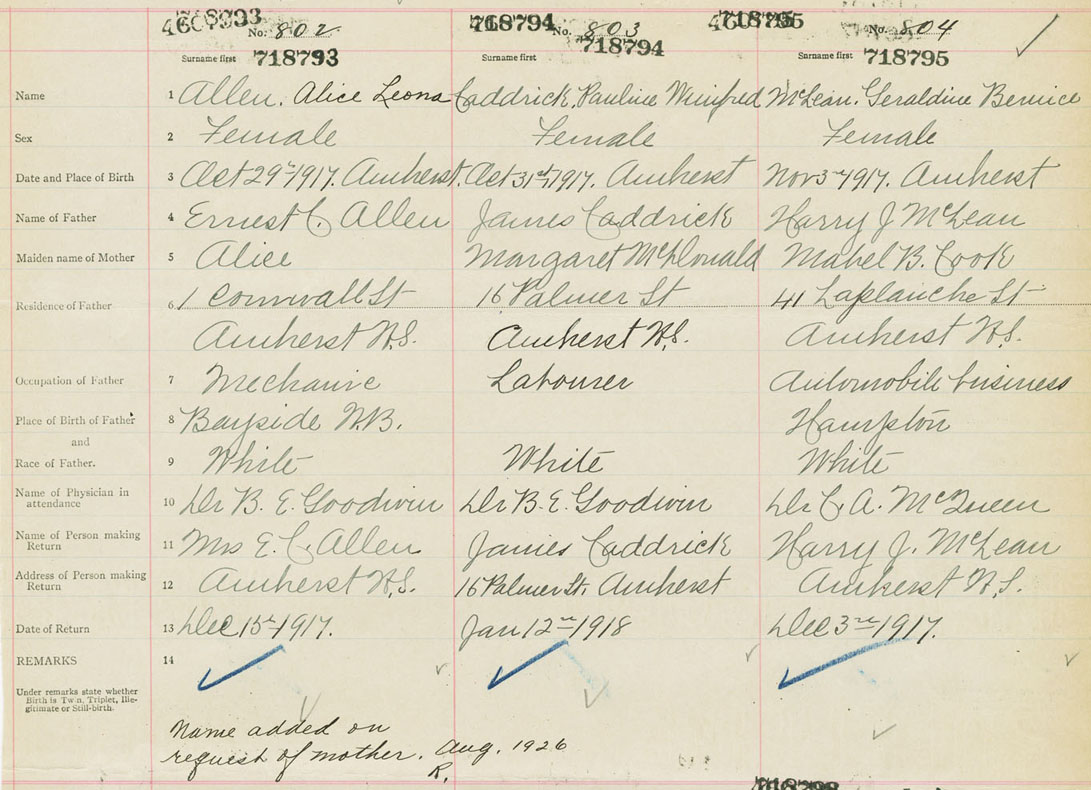 718793 718794 718795
No. 802 No. 803 No. 804
718793 718794 718795
Surname first Surname first Surname first
Name 1 Allen, Alice Leona Caddrick, Pauline Winifred McLean, Geraldine Bernice
Sex 2 Female Female Female
Date and Place of Birth 3 Oct 29th 1917. Amherst. Oct 31st, 1917. Amherst Nov 3rd 1917. Amherst
Name of Father 4 Ernest C. Allen James Caddrick Harry J McLean
Maiden name of Mother 5 Alice Margaret McDonald Mabel B. Cook
Residence of Father 6 1 Cornwall St 16 Palmer St 41 Laplanche St
Amherst N.S. Amherst N.S. Amherst N.S.
Occupation of Father 7 Mechanic Labourer Automobile business
Place of Birth of Father 8 Bayside N.B. Hampton
and
Race of Father. 9 White White White
Name of Physician in
attendance 10 Dr B. E. Goodwin Dr B. E. Goodwin Dr C. A. McQueen
Name of Person making
Return 11 Mrs E. C. Allen James Caddrick Harry J. McLean
Address of Person making
Return 12 Amherst N.S. 16 Palmer St. Amherst Amherst N.S.
Date of Return 13 Dec 15th 1917. Jan 12th 1918 Dec 3rd 1917.
REMARKS 14
Under remarks state whether
Birth is Twin, Triplet, Ille-
gitimate or Still-birth.
Name added on
request of mother. Aug. 1926
R.